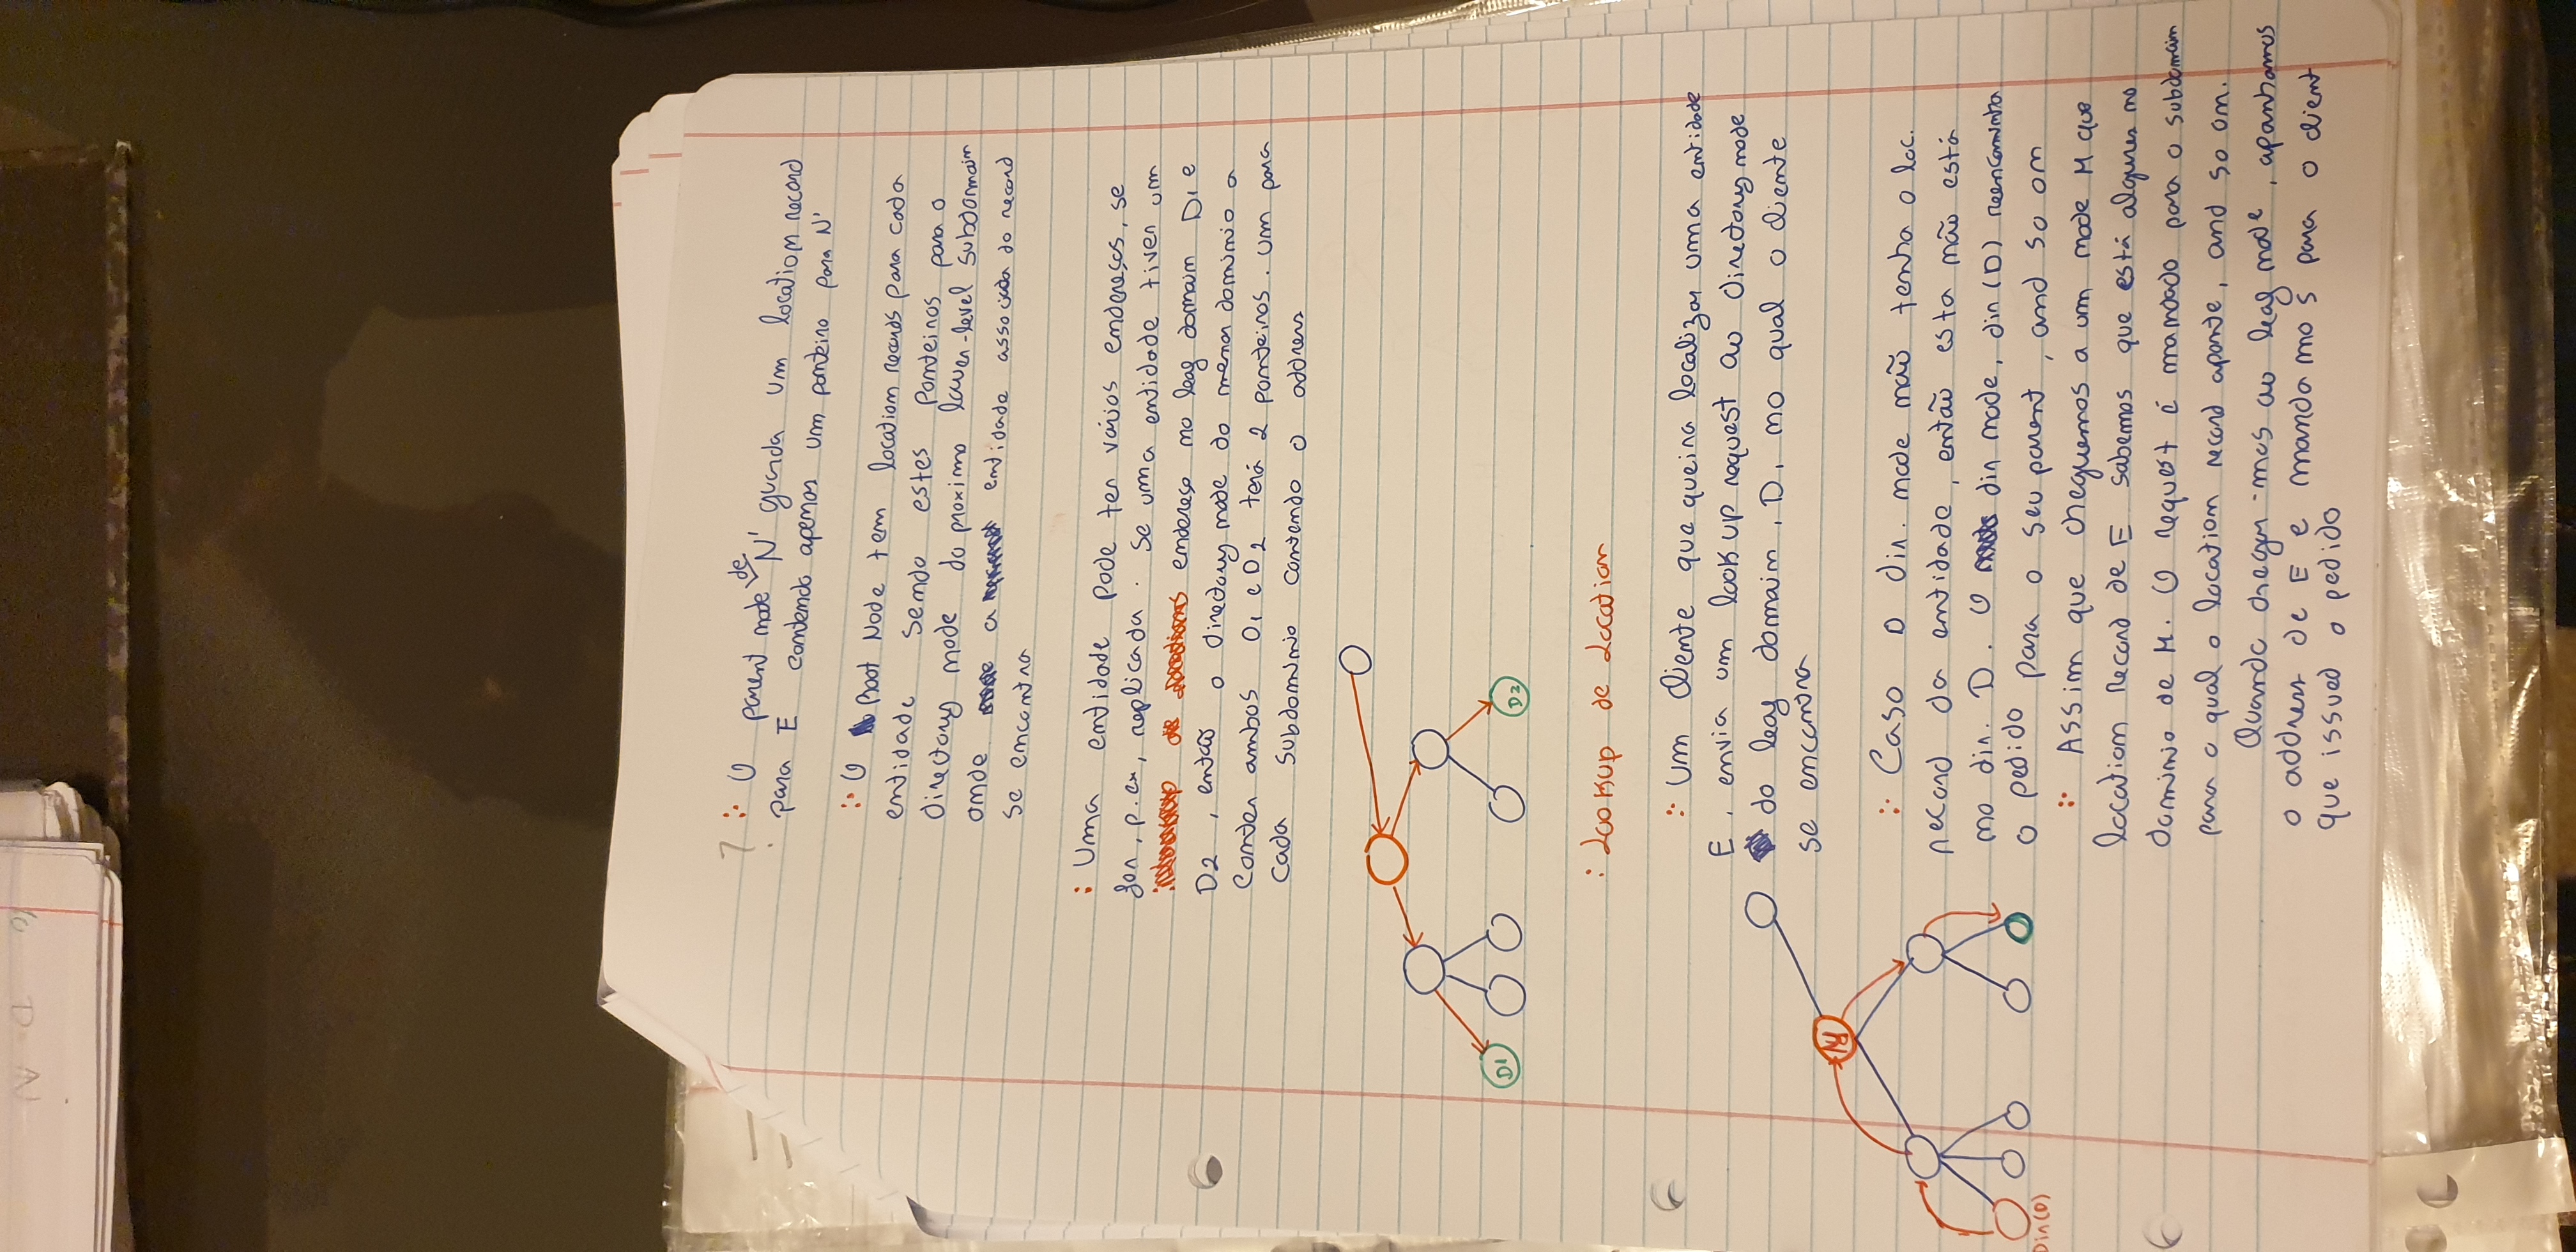 ? :· O parent node de N' guarda um location record
para E contendo apenas um ponteiro para N'
:· O Root Node tem location records para cada
entidade sendo estes ponteiros para o
directory node do proximo lower-level subdomain
onde a entidade associada do record
se encontra
: Uma entidade pode ter vários endereços, se
for, p.ex, replicada. Se uma entidade tiver um
endereço no leaf domain D1 e
D2, então o directory node do menor dominio a
conter ambos D1 e D2 terá 2 ponteiros. um para
cada subdominio contendo o address
D1
D2
: Lookup de Location
:· Um cliente que queira localizar uma entidade
E, envia um look up request ao directory node
do leaf domain, D, no qual o cliente
se encontra
M
:· Caso o dir. node não tenha o loc.
record da entidade, então esta não está
no dir. D. O dir node, dir (D) reencaminha
o pedido para o seu parent, and so on
Dir(D)
:· Assim que cheguemos a um node M que
location record de E sabemos que está algures no
dominio de M. O request é mandado para o subdomain
para o qual o location record aponte, and so on.
Quando chegar-mos ao leaf node, apanhamos
o address de E e mandamos para o client
que issued o pedido